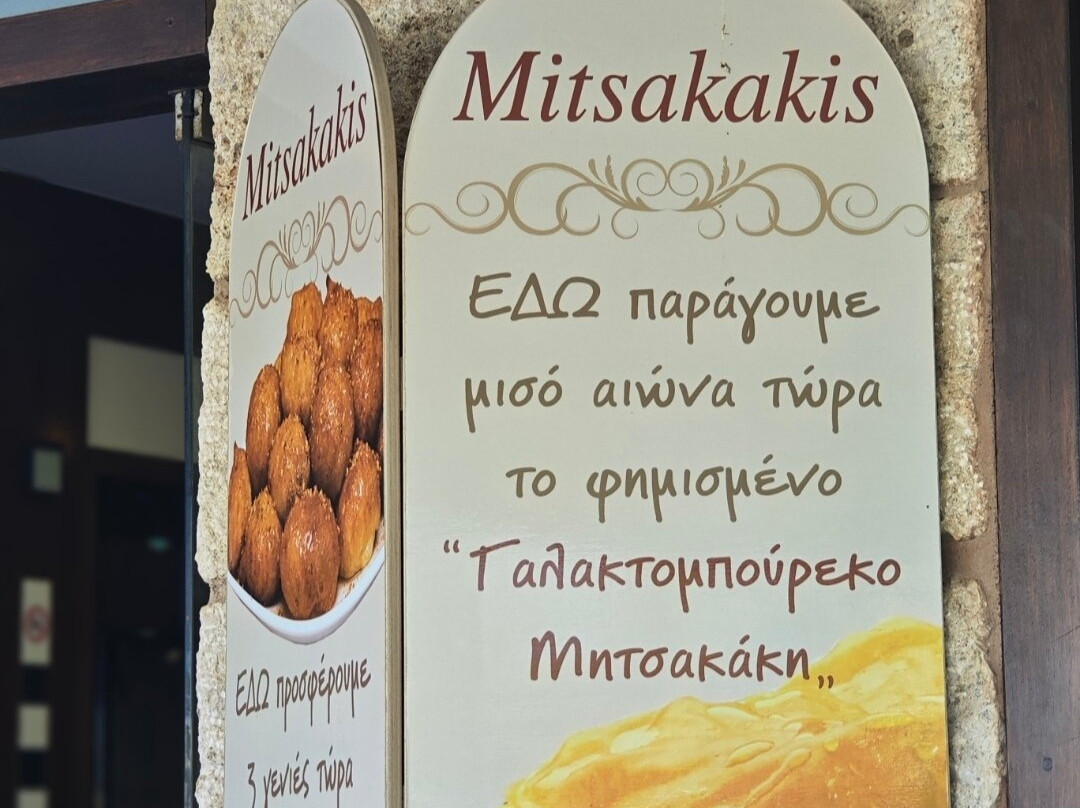 Mitsakakis
ΕΔΩ προσφέρουμε
3 γενιές τώρα
Mitsakakis
ΕΔΩ παράγουμε
μισό αιώνα τώρα
το φημισμένο
“Γαλακτομπούρεκο
Μητσακάκη„